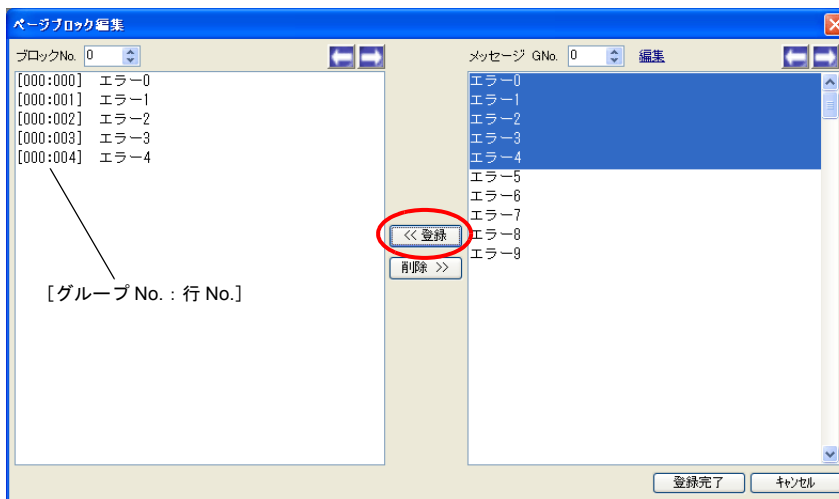 ページブロック編集
ブロックNo. 0
メッセージ GNo. 0 編集
[000:000] エラー0
[000:001] エラー1
[000:002] エラー2
[000:003] エラー3
[000:004] エラー4
[グループ No.:行 No.]
<< 登録
削除 >>
エラー0
エラー1
エラー2
エラー3
エラー4
エラー5
エラー6
エラー7
エラー8
エラー9
登録完了
キャンセル